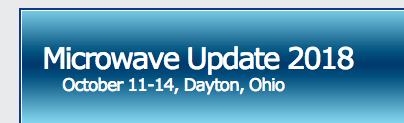 Microwave Update 2018
October 11-14, Dayton, Ohio